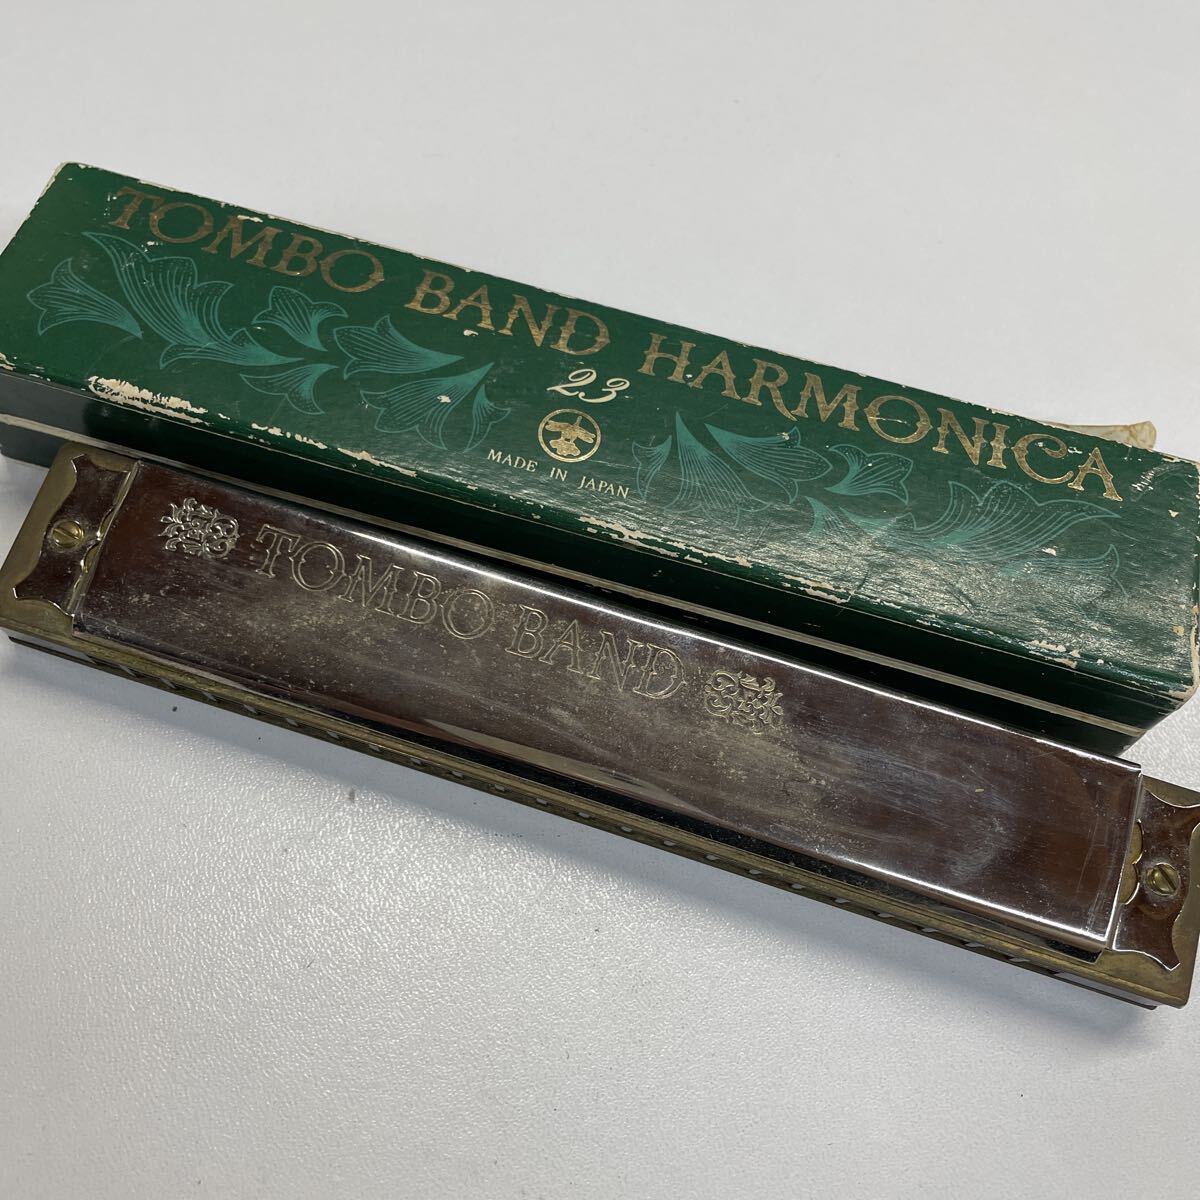 TOMBO BAND HARMONICA
23
MADE IN JAPAN
TOMBO BAND